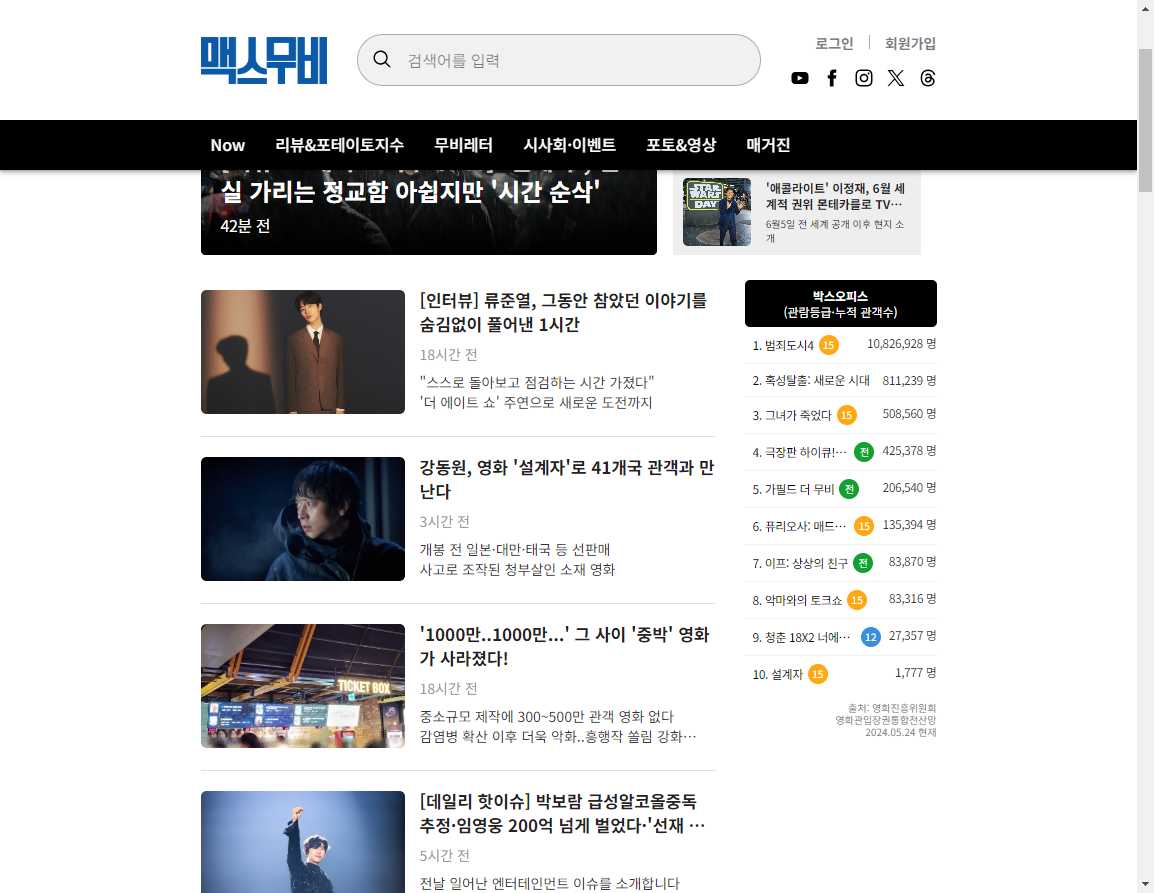 맥스무비
검색어를 입력
로그인
회원가입
Now 리뷰&포테이토지수 무비레터 시사회·이벤트 포토&영상 매거진
실 가리는 정교함 아쉽지만 '시간 순삭'
42분 전
STAR WARS DAY
'애콜라이트' 이정재, 6월 세
계적 권위 몬테카를로 TV…
6월5일 전 세계 공개 이후 현지 소
개
[인터뷰] 류준열, 그동안 참았던 이야기를
숨김없이 풀어낸 1시간
18시간 전
"스스로 돌아보고 점검하는 시간 가졌다"
'더 에이트 쇼' 주연으로 새로운 도전까지
강동원, 영화 '설계자'로 41개국 관객과 만
난다
3시간 전
개봉 전 일본·대만·태국 등 선판매
사고로 조작된 청부살인 소재 영화
TICKET BOX
'1000만..1000만...' 그 사이 '중박' 영화
가 사라졌다!
18시간 전
중소규모 제작에 300~500만 관객 영화 없다
감염병 확산 이후 더욱 악화..흥행작 쏠림 강화…
[데일리 핫이슈] 박보람 급성알코올중독
추정·임영웅 200억 넘게 벌었다·'선재 …
5시간 전
전날 일어난 엔터테인먼트 이슈를 소개합니다
박스오피스
(관람등급·누적 관객수)
1. 범죄도시4 15 10,826,928 명
2. 혹성탈출: 새로운 시대 811,239 명
3. 그녀가 죽었다 15 508,560 명
4. 극장판 하이큐!… 전 425,378 명
5. 가필드 더 무비 전 206,540 명
6. 퓨리오사: 매드… 15 135,394 명
7. 이프: 상상의 친구 전 83,870 명
8. 악마와의 토크쇼 15 83,316 명
9. 청춘 18X2 너에… 12 27,357 명
10. 설계자 15 1,777 명
출처: 영화진흥위원회
영화관입장권통합전산망
2024.05.24 현재